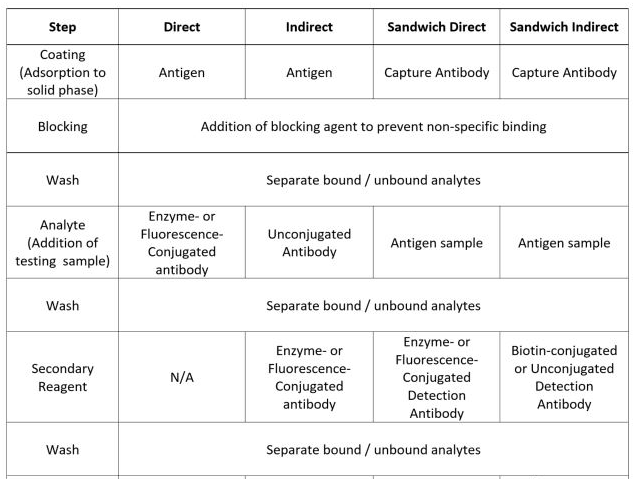 Step Direct Indirect Sandwich Direct Sandwich Indirect
Coating
(Adsorption to
solid phase)
Antigen
Antigen
Capture Antibody
Capture Antibody
Blocking
Addition of blocking agent to prevent non-specific binding
Wash
Separate bound / unbound analytes
Analyte
(Addition of
testing sample)
Enzyme- or
Fluorescence-
Conjugated
antibody
Unconjugated
Antibody
Antigen sample
Antigen sample
Wash
Separate bound / unbound analytes
Secondary
Reagent
N/A
Enzyme- or
Fluorescence-
Conjugated
antibody
Enzyme- or
Fluorescence-
Conjugated
Detection
Antibody
Biotin-conjugated
or Unconjugated
Detection
Antibody
Wash
Separate bound / unbound analytes